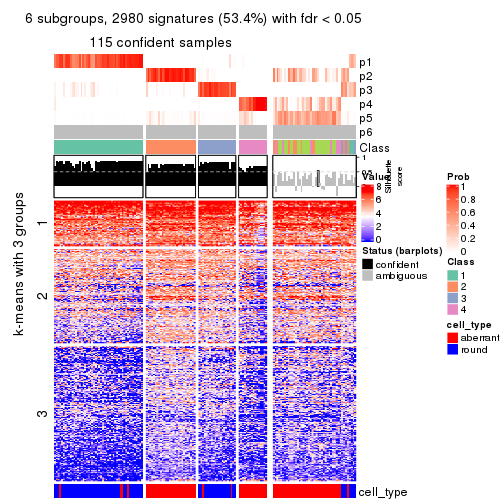 6 subgroups, 2980 signatures (53.4%) with fdr < 0.05
115 confident samples
p1
p2
p3
p4
p5
p6
Class
1
0.5
0
Silhouette
score
k-means with 3 groups
1
2
3
Value
8
6
4
2
0
Status (barplots)
confident
ambiguous
Prob
1
0.8
0.6
0.4
0.2
0
Class
1
2
3
4
cell_type
aberrant
round
cell_type